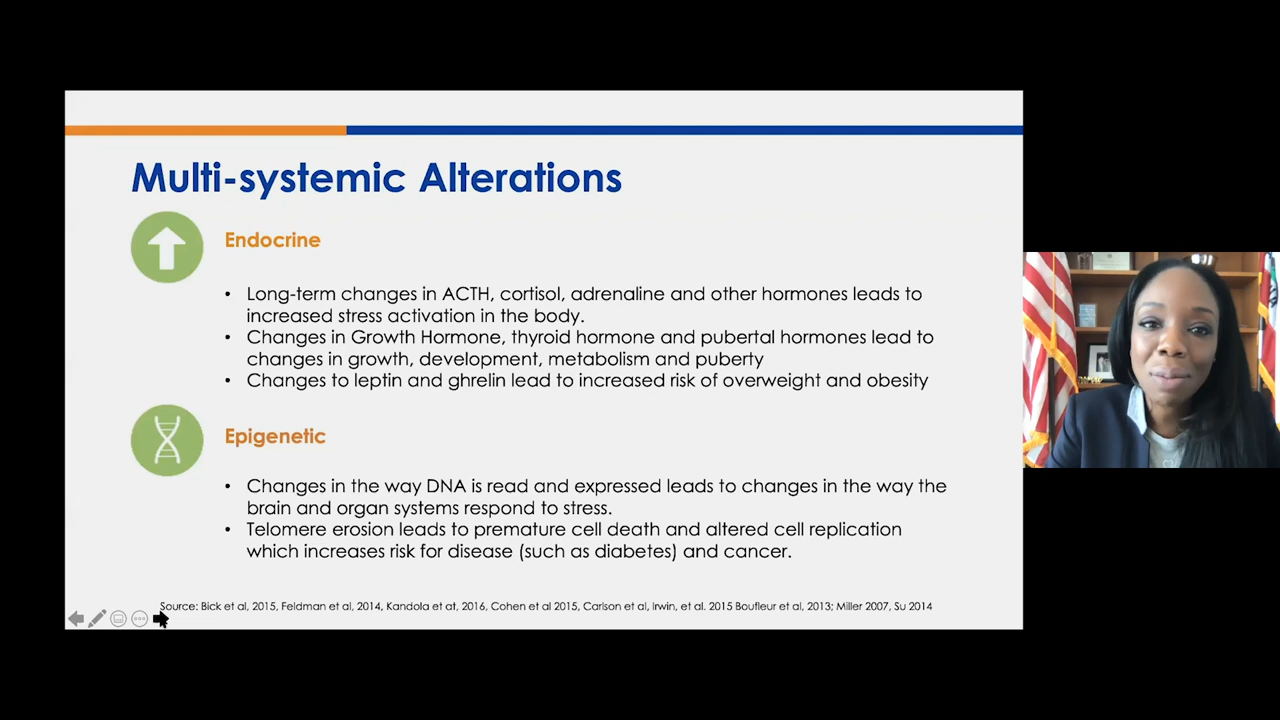 Multi-systemic Alterations
Endocrine
• Long-term changes in ACTH, cortisol, adrenaline and other hormones leads to
increased stress activation in the body.
• Changes in Growth Hormone, thyroid hormone and pubertal hormones lead to
changes in growth, development, metabolism and puberty
• Changes to leptin and ghrelin lead to increased risk of overweight and obesity
Epigenetic
• Changes in the way DNA is read and expressed leads to changes in the way the
brain and organ systems respond to stress.
• Telomere erosion leads to premature cell death and altered cell replication
which increases risk for disease (such as diabetes) and cancer.
Source: Bick et al, 2015, Feldman et al, 2014, Kandola et at, 2016, Cohen et al 2015, Carlson et al, Irwin, et al. 2015 Boufleur et al, 2013; Miller 2007, Su 2014